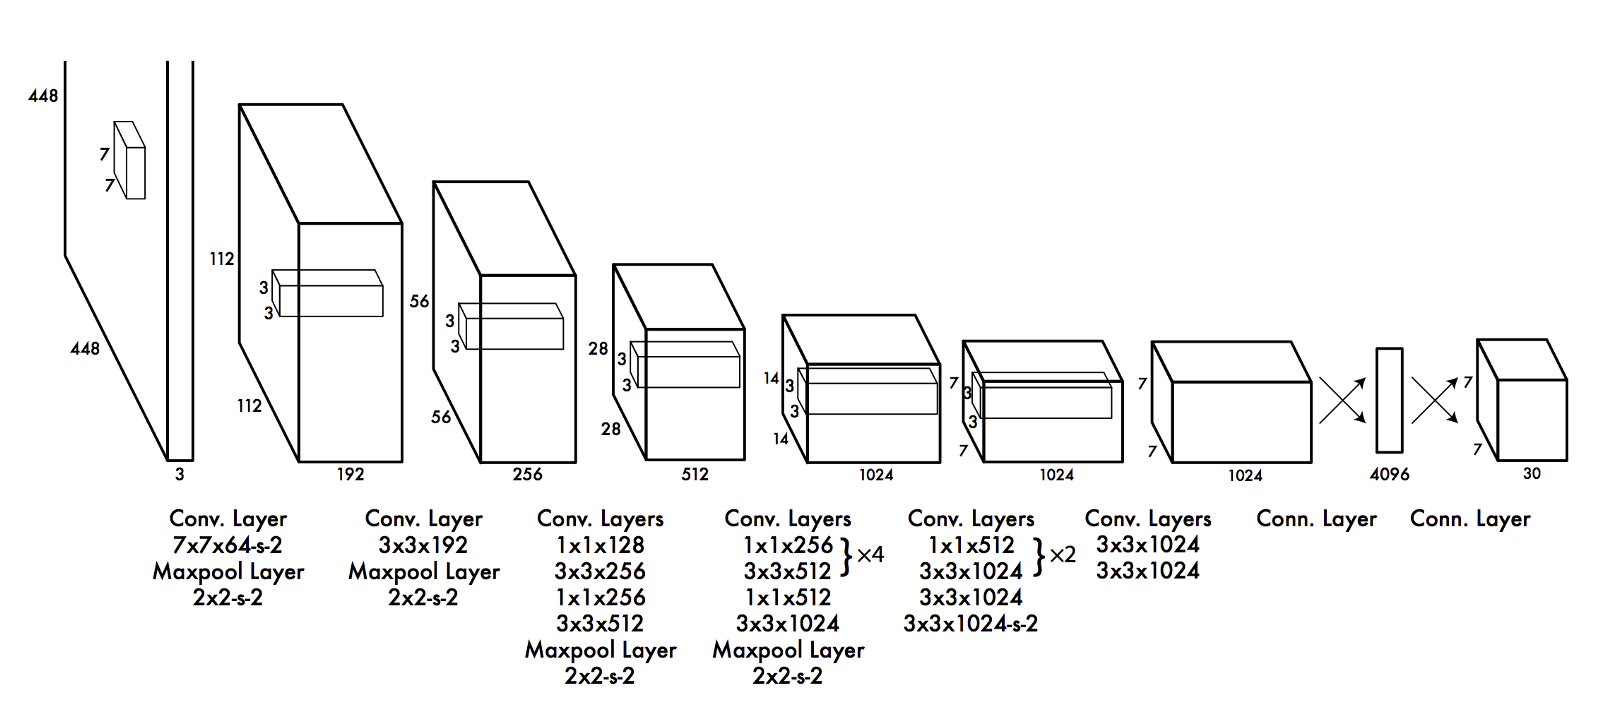 448
7
7
448
3
112
3
3
112
192
56
3
3
56
256
28
3
3
28
512
14
3
3
14
1024
7
3
3
7
1024
7
7
1024
4096
7
7
30
Conv. Layer
7x7x64-s-2
Maxpool Layer
2x2-s-2
Conv. Layer
3x3x192
Maxpool Layer
2x2-s-2
Conv. Layers
1x1x128
3x3x256
1x1x256
3x3x512
Maxpool Layer
2x2-s-2
Conv. Layers
1x1x256
3x3x512
}×4
1x1x512
3x3x1024
Maxpool Layer
2x2-s-2
Conv. Layers
1x1x512
3x3x1024
}×2
3x3x1024
3x3x1024-s-2
Conv. Layers
3x3x1024
3x3x1024
Conn. Layer
Conn. Layer